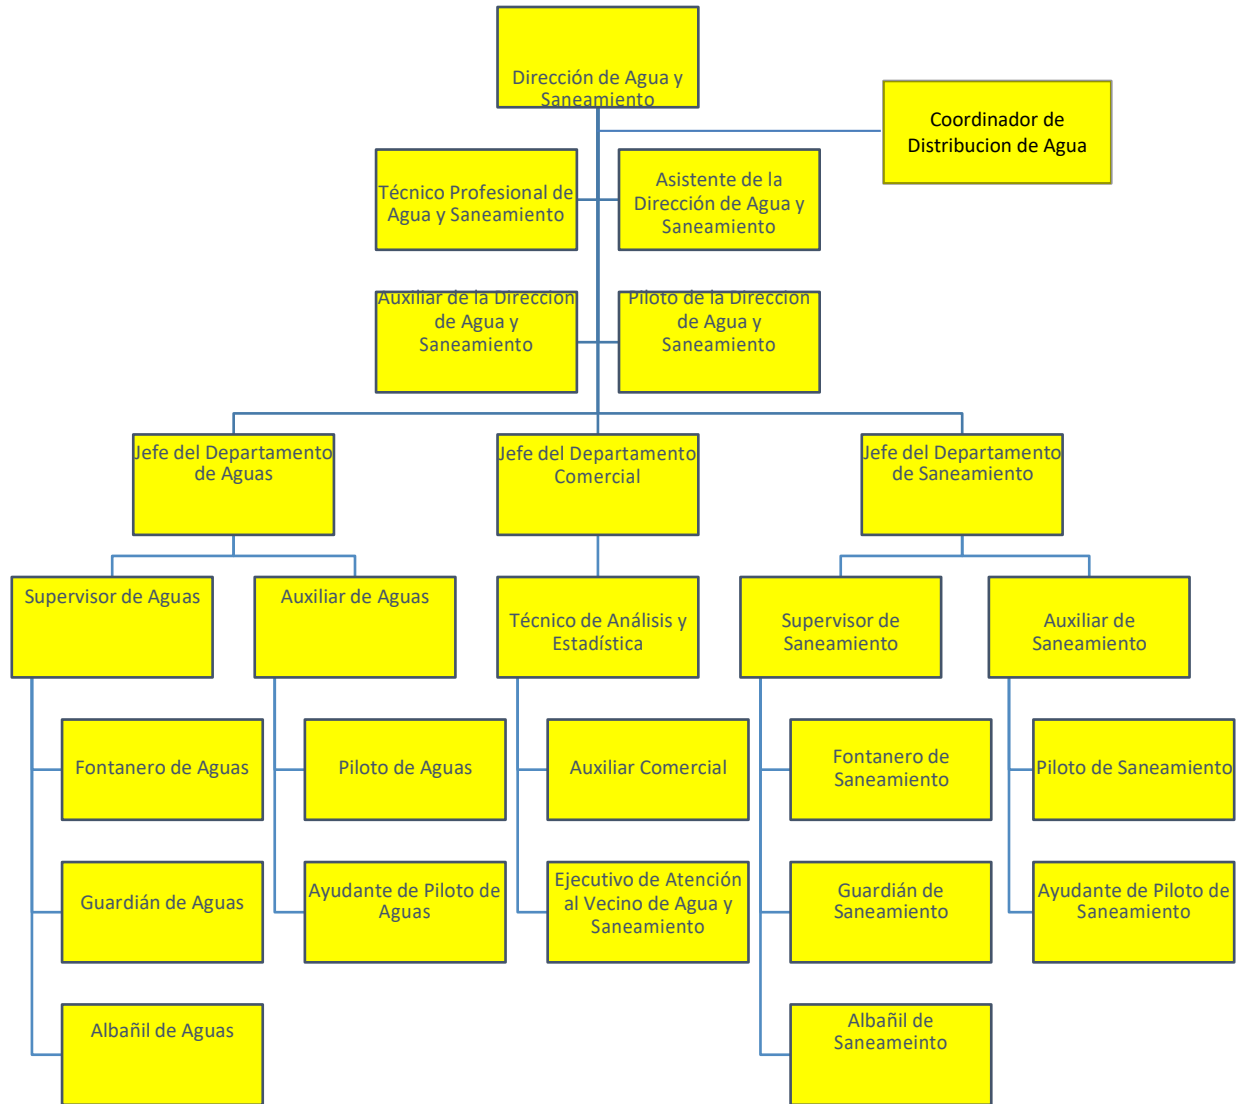 Dirección de Agua y
Saneamiento
Coordinador de
Distribucion de Agua
Técnico Profesional de
Agua y Saneamiento
Asistente de la
Dirección de Agua y
Saneamiento
Auxiliar de la Dirección
de Agua y
Saneamiento
Piloto de la Dirección
de Agua y
Saneamiento
Jefe del Departamento
de Aguas
Jefe del Departamento
Comercial
Jefe del Departamento
de Saneamiento
Supervisor de Aguas
Auxiliar de Aguas
Técnico de Análisis y
Estadística
Supervisor de
Saneamiento
Auxiliar de
Saneamiento
Fontanero de Aguas
Piloto de Aguas
Auxiliar Comercial
Fontanero de
Saneamiento
Piloto de Saneamiento
Guardián de Aguas
Ayudante de Piloto de
Aguas
Ejecutivo de Atención
al Vecino de Agua y
Saneamiento
Guardián de
Saneamiento
Ayudante de Piloto de
Saneamiento
Albañil de Aguas
Albañil de
Saneameinto